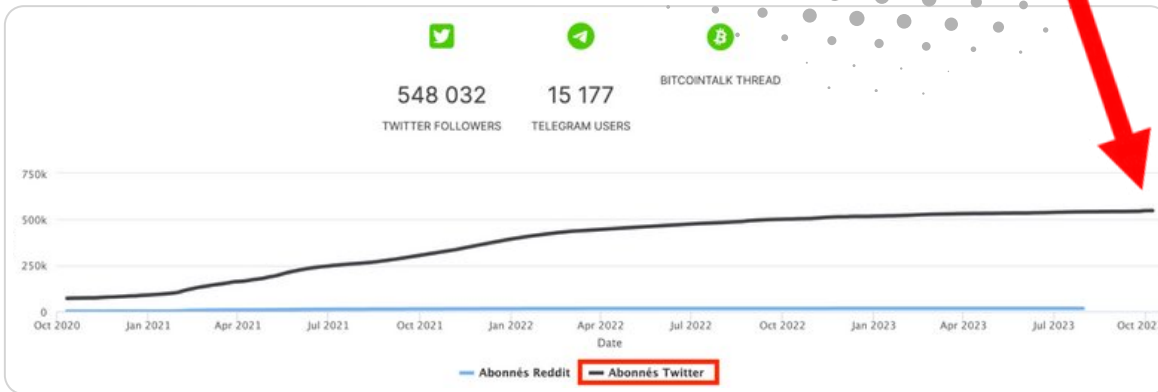 548 032
TWITTER FOLLOWERS
15 177
TELEGRAM USERS
BITCOINTALK THREAD
750k
500k
250k
0
Oct 2020 Jan 2021 Apr 2021 Jul 2021 Oct 2021 Jan 2022 Apr 2022 Jul 2022 Oct 2022 Jan 2023 Apr 2023 Jul 2023 Oct 202
Date
Abonnés Reddit Abonnés Twitter